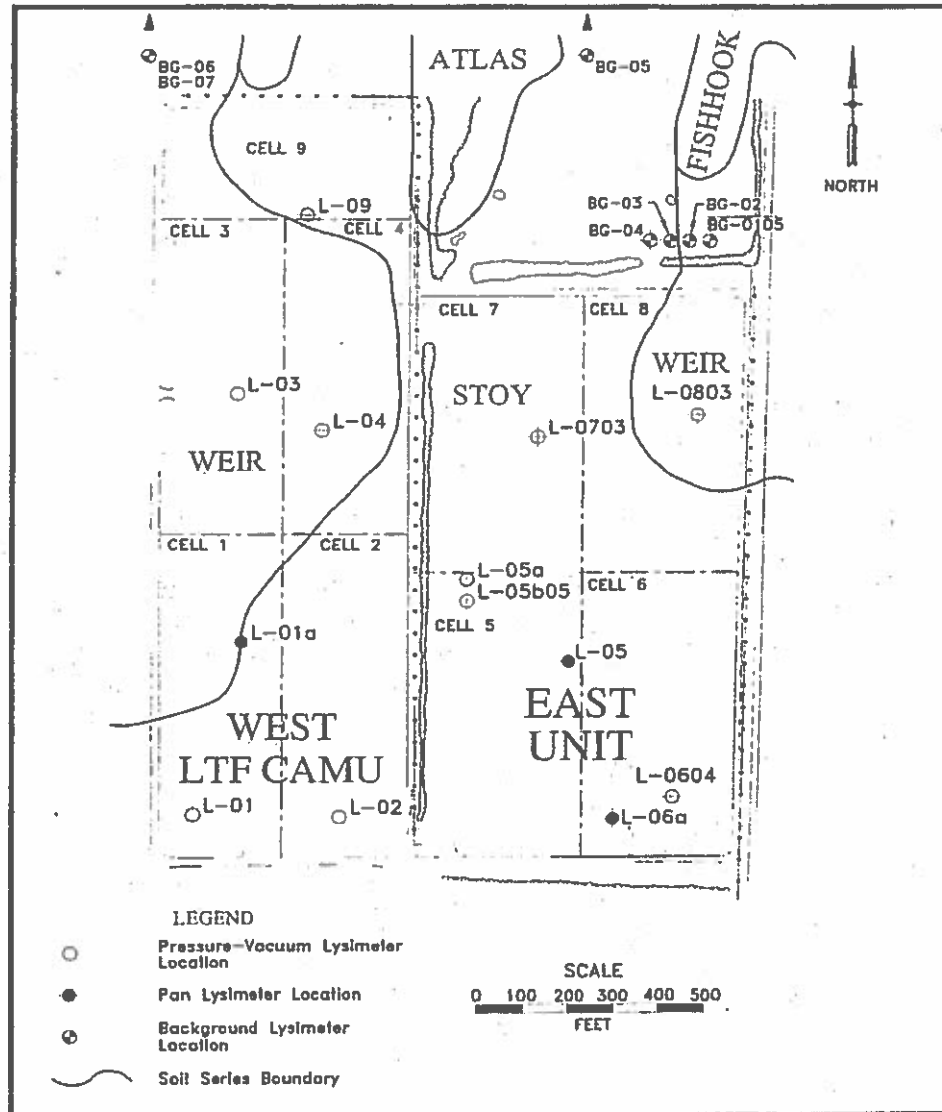 ATLAS
FISHHOOK
BG-06
BG-07
BG-05
NORTH
CELL 9
L-09
CELL 3
CELL 4
BG-03
BG-02
BG-04
BG-0105
CELL 7
CELL 8
WEIR
L-0803
STOY
L-03
L-04
L-0703
WEIR
CELL 1
CELL 2
L-05a
CELL 6
L-05b05
CELL 5
L-01a
L-05
WEST
LTF CAMU
EAST
UNIT
L-0604
L-01
L-02
L-06a
LEGEND
Pressure-Vacuum Lysimeter
Location
Pan Lysimeter Location
Background Lysimeter
Location
Soil Series Boundary
SCALE
0 100 200 300 400 500
FEET